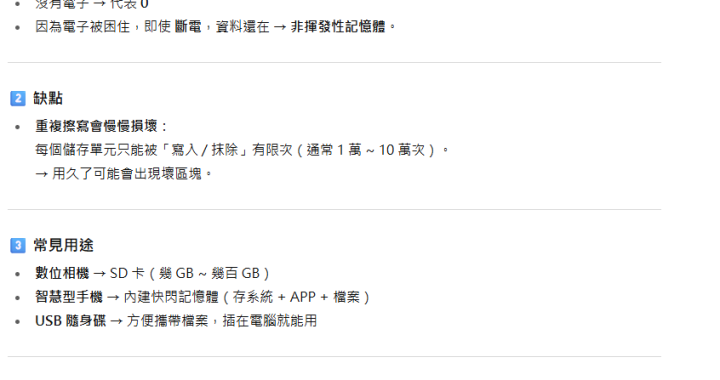 沒有電子 → 代表 0
因為電子被困住，即使 斷電，資料還在 → 非揮發性記憶體。
2 缺點
重複擦寫會慢慢損壞：
每個儲存單元只能被「寫入 / 抹除」有限次（通常 1 萬 ~ 10 萬次）。
→ 用久了可能會出現壞區塊。
3 常見用途
數位相機 → SD 卡（幾 GB ~ 幾百 GB）
智慧型手機 → 內建快閃記憶體（存系統 + APP + 檔案）
USB 隨身碟 → 方便攜帶檔案，插在電腦就能用